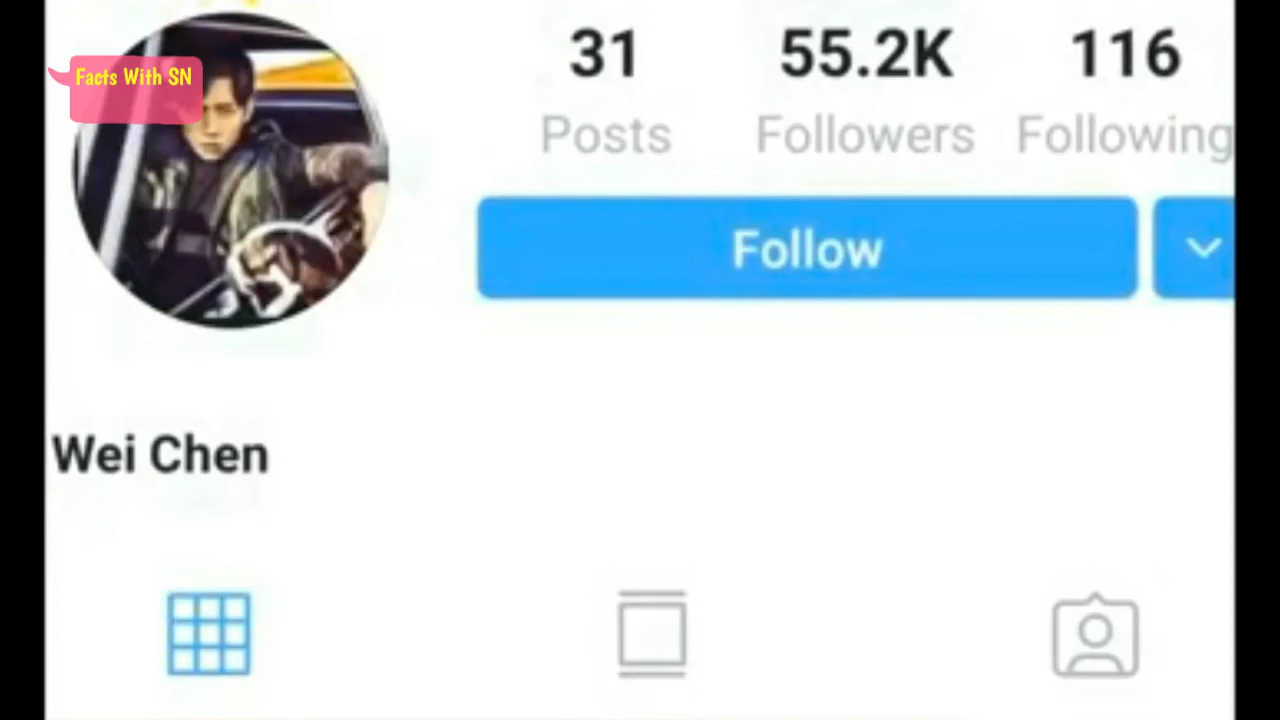 Facts With SN
31 55.2K 116
Posts Followers Following
Follow
Wei Chen